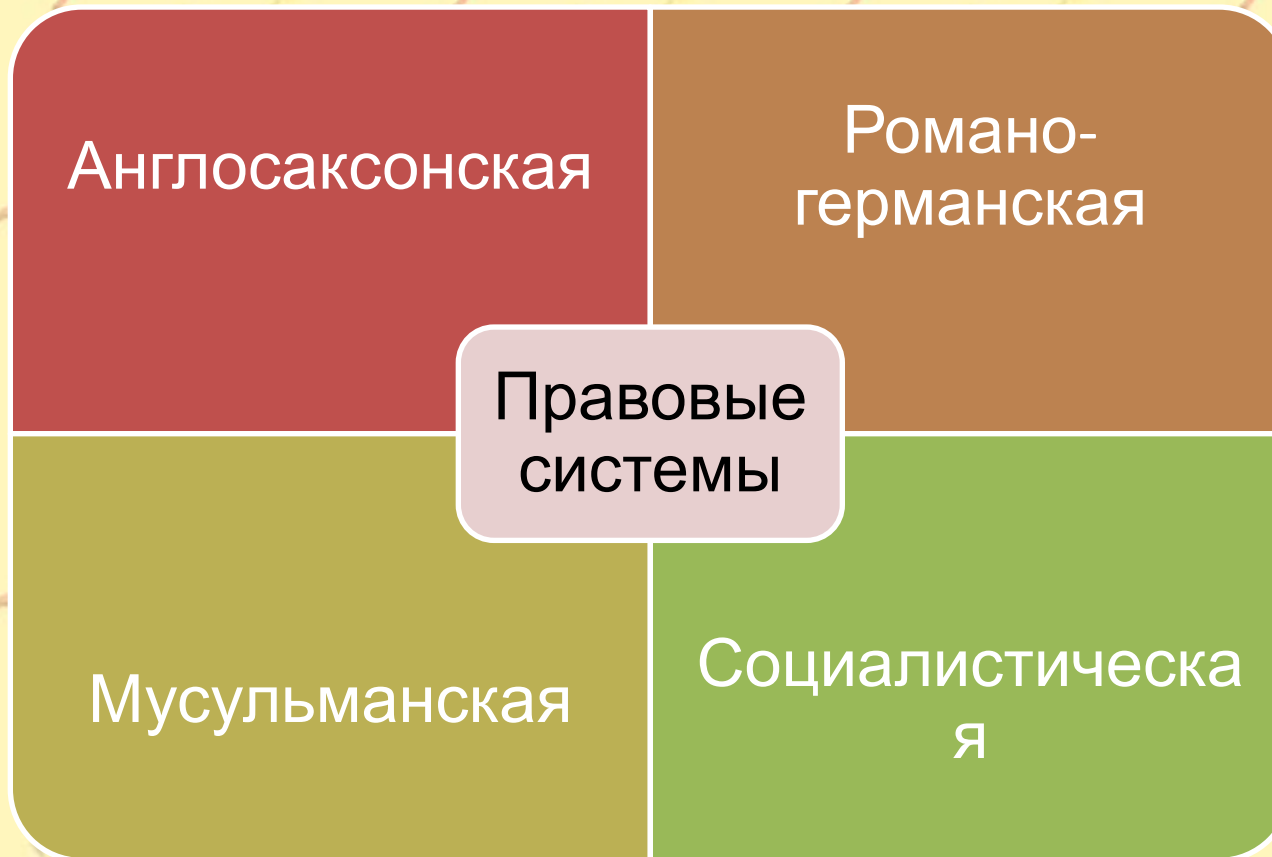 Англосаксонская
Романо-
германская
Правовые
системы
Мусульманская
Социалистическа
я